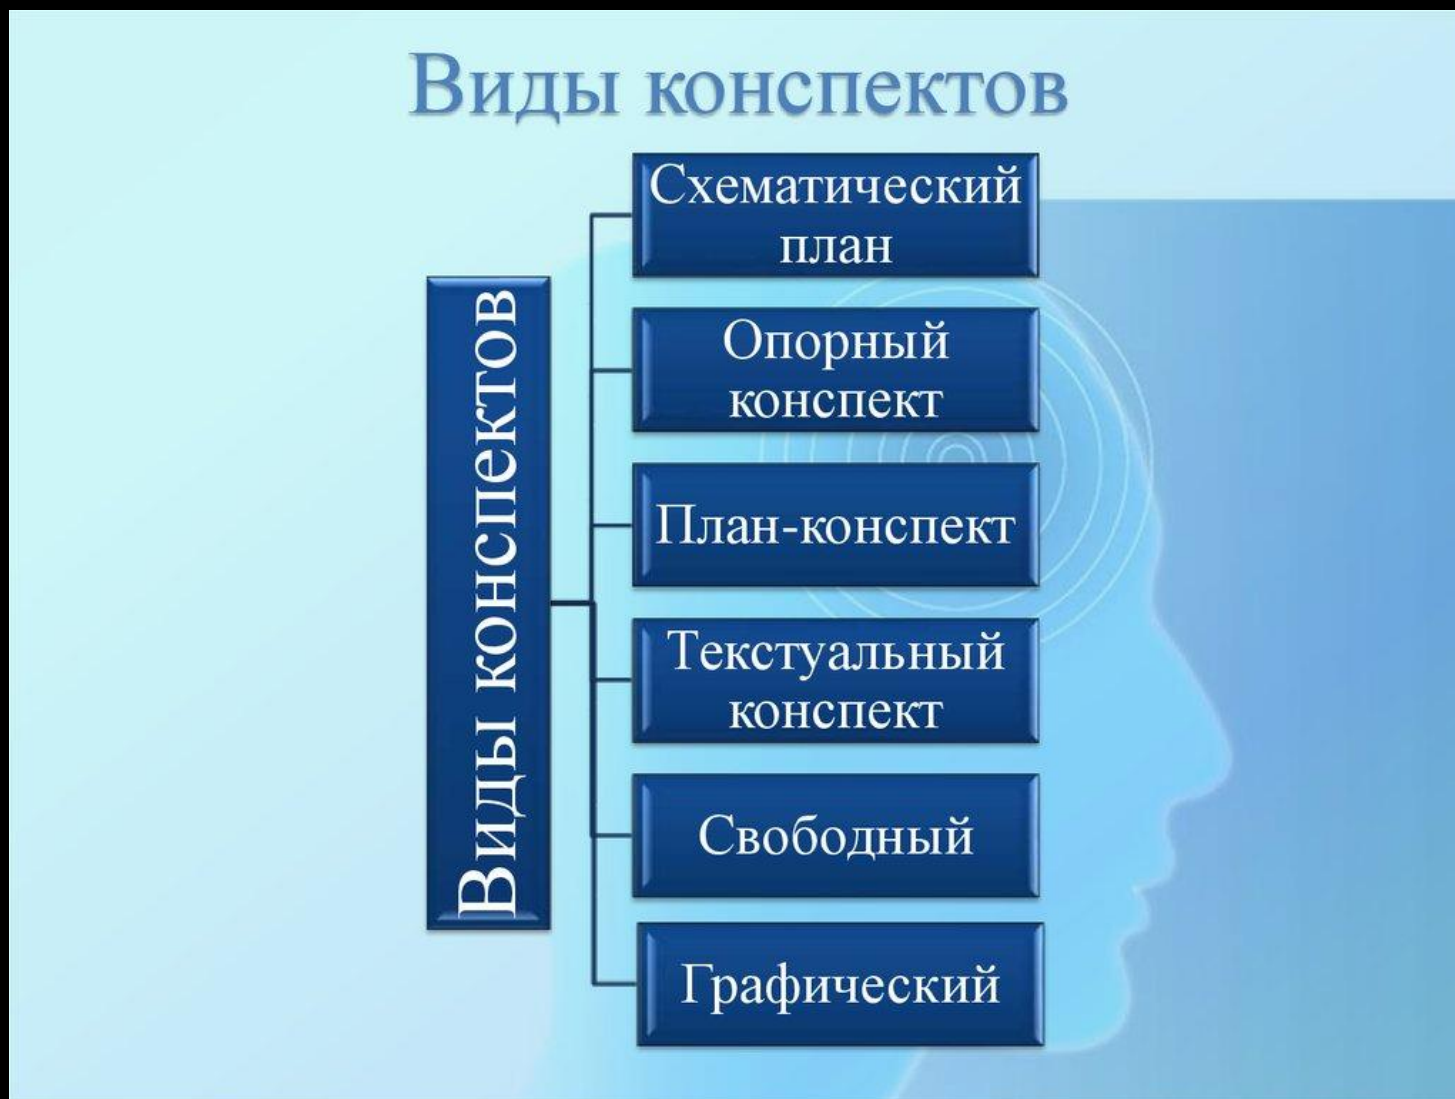 Виды конспектов
Виды конспектов
Схематический
план
Опорный
конспект
План-конспект
Текстуальный
конспект
Свободный
Графический